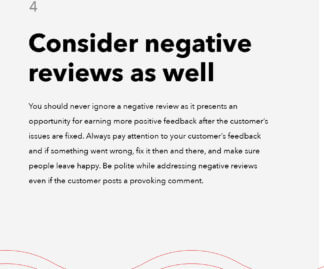 4
Consider negative
reviews as well
You should never ignore a negative review as it presents an
opportunity for earning more positive feedback after the customer's
issues are fixed. Always pay attention to your customer's feedback
and if something went wrong, fix it then and there, and make sure
people leave happy. Be polite while addressing negative reviews
even if the customer posts a provoking comment.